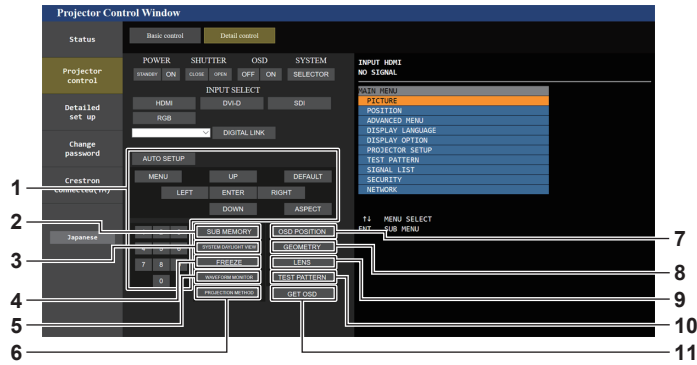 Projector Control Window
Status
Basic control
Detail control
POWER
SHUTTER
OSD
SYSTEM
STANDBY
ON
CLOSE
OPEN
OFF
ON
SELECTOR
INPUT SELECT
HDMI
DVI-D
SDI
RGB
DIGITAL LINK
Projector
control
Detailed
set up
Change
password
Crestron
Connected(TM)
Japanese
AUTO SETUP
MENU
UP
DEFAULT
LEFT
ENTER
RIGHT
DOWN
ASPECT
SUB MEMORY
OSD POSITION
SYSTEM DAYLIGHT VIEW
GEOMETRY
7
8
FREEZE
LENS
0
WAVEFORM MONITOR
TEST PATTERN
PROJECTION METHOD
GET OSD
INPUT HDMI
NO SIGNAL
MAIN MENU
PICTURE
POSITION
ADVANCED MENU
DISPLAY LANGUAGE
DISPLAY OPTION
PROJECTOR SETUP
TEST PATTERN
SIGNAL LIST
SECURITY
NETWORK
↑↓ MENU SELECT
ENT SUB MENU
1
2
3
4
5
6
7
8
9
10
11